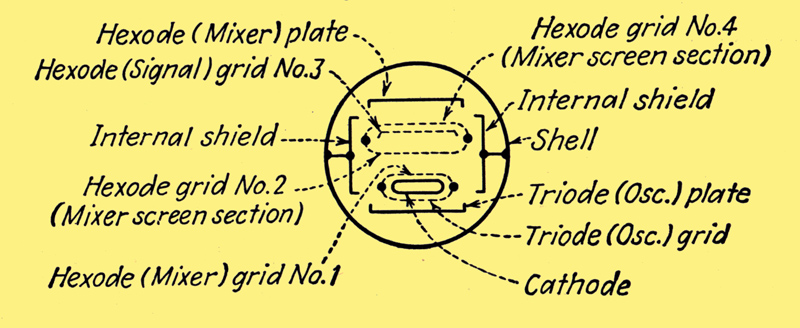 Hexode (Mixer) plate
Hexode (Signal) grid No.3
Internal shield
Hexode grid No.2
(Mixer screen section)
Hexode (Mixer) grid No.1
Hexode grid No.4
(Mixer screen section)
Internal shield
Shell
Triode (Osc.) plate
Triode (Osc.) grid
Cathode